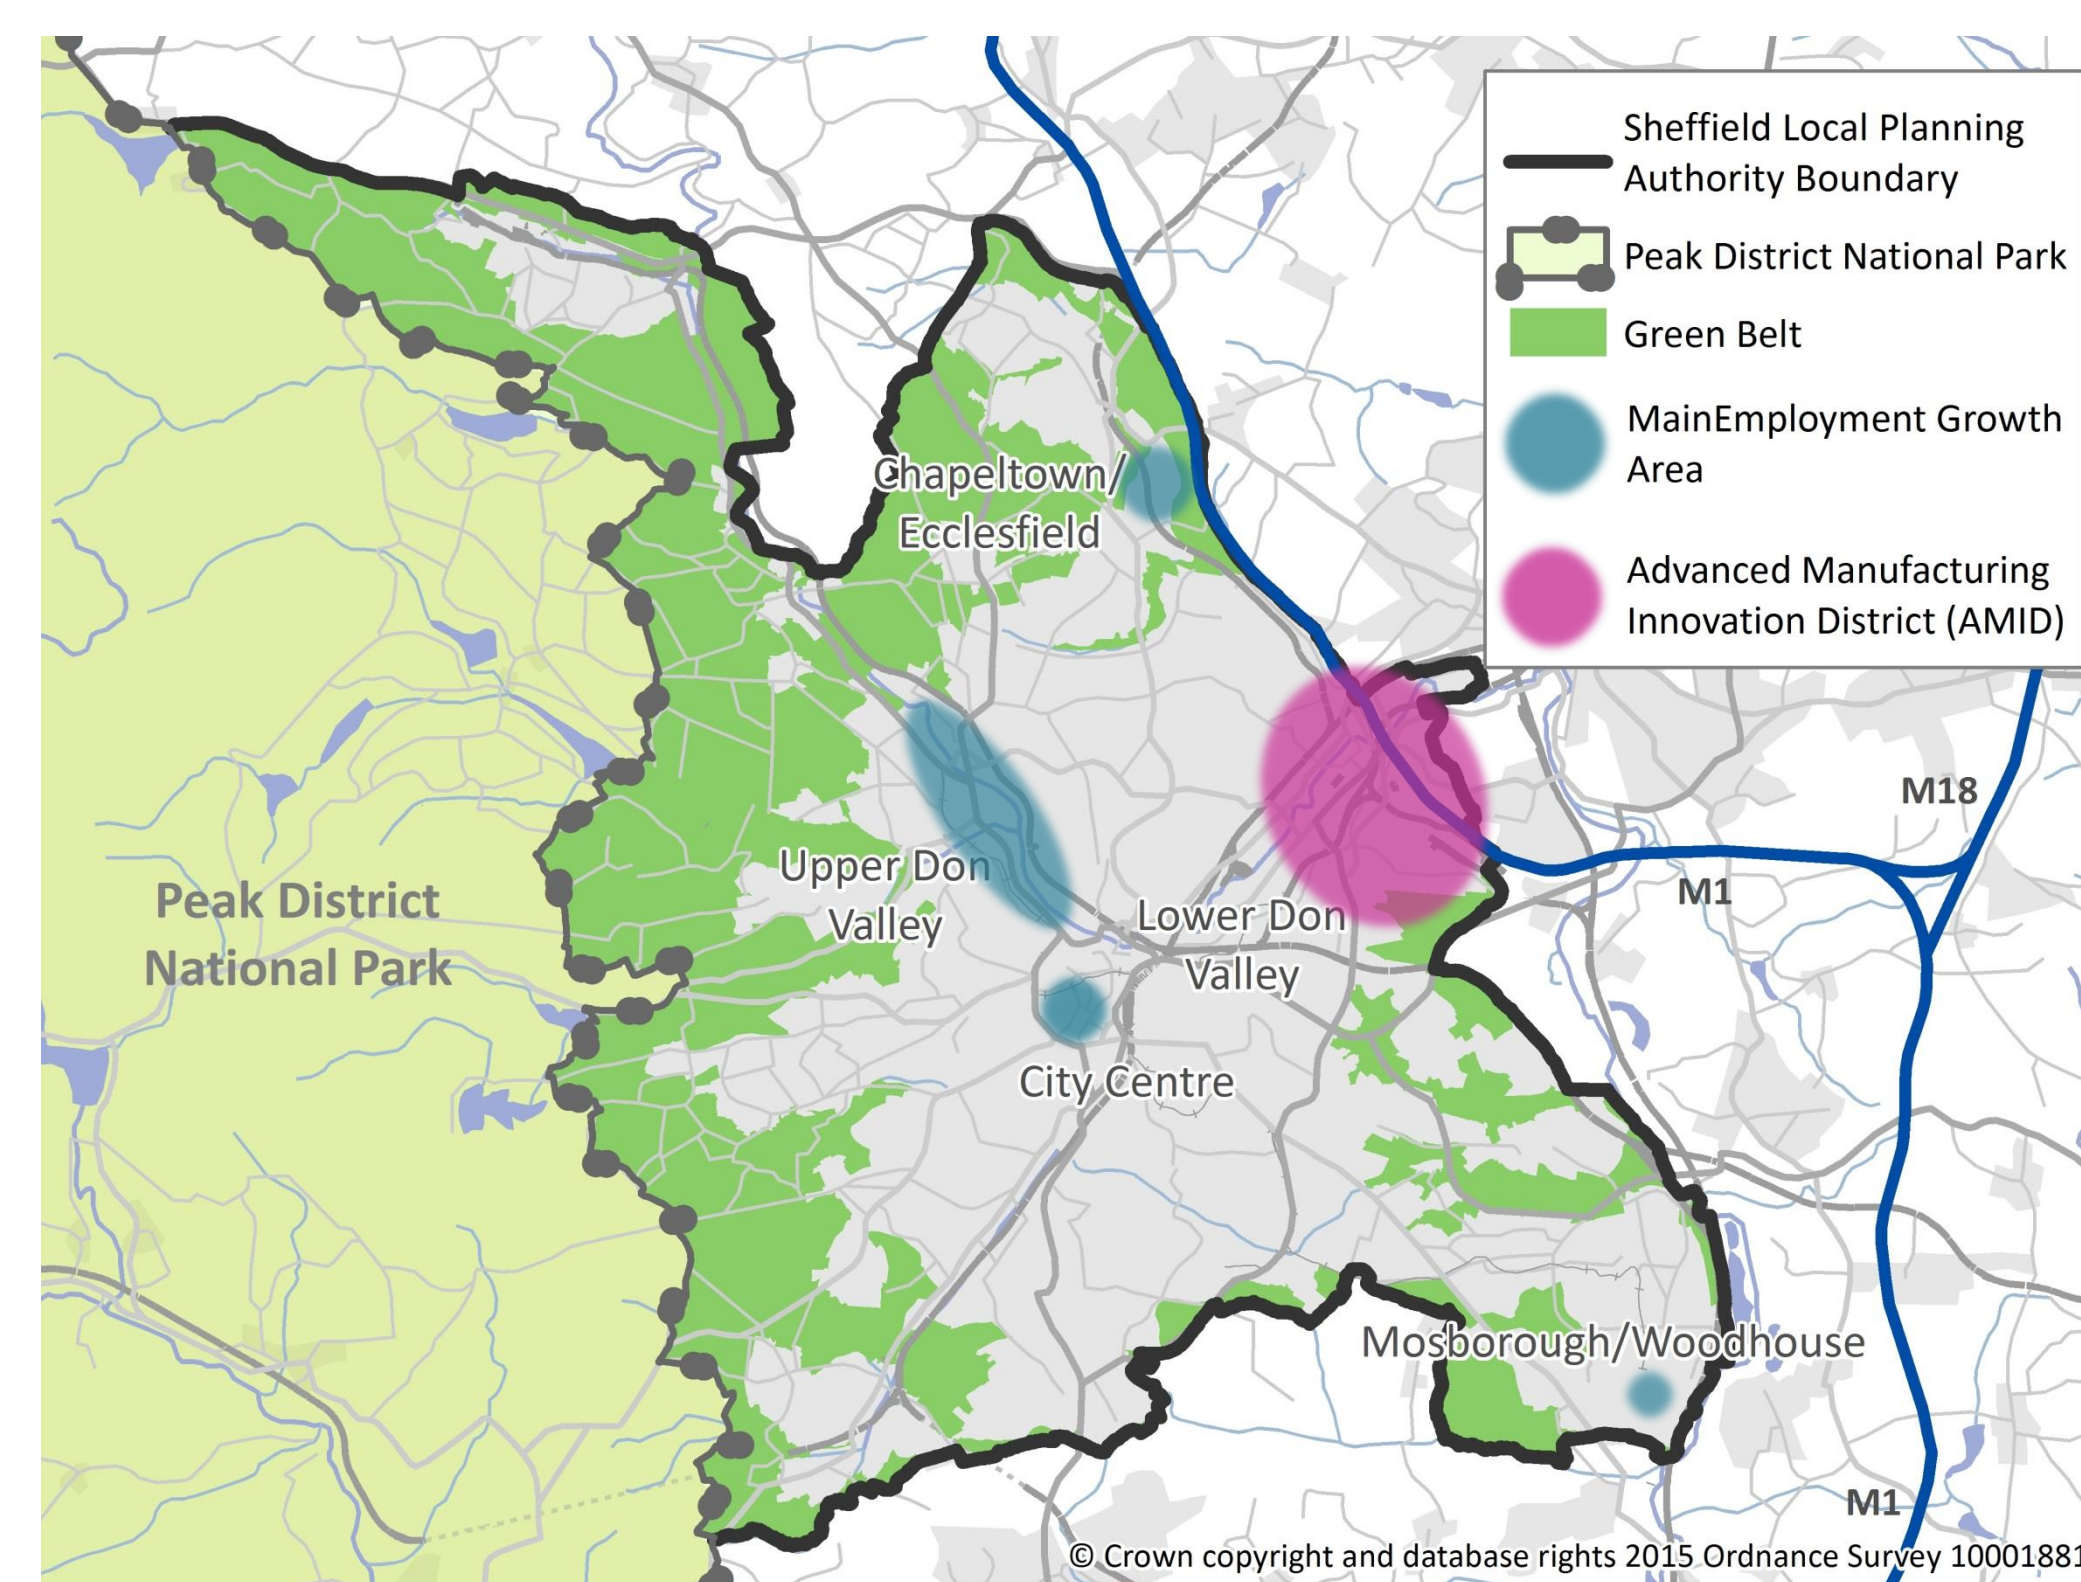 Sheffield Local Planning
Authority Boundary
Peak District National Park
Green Belt
MainEmployment Growth
Area
Advanced Manufacturing
Innovation District (AMID)
Chapeltown/
Ecclesfield
M18
M1
Upper Don
Valley
Lower Don
Valley
Peak District
National Park
City Centre
Mosborough/Woodhouse
M1
© Crown copyright and database rights 2015 Ordnance Survey 10001881